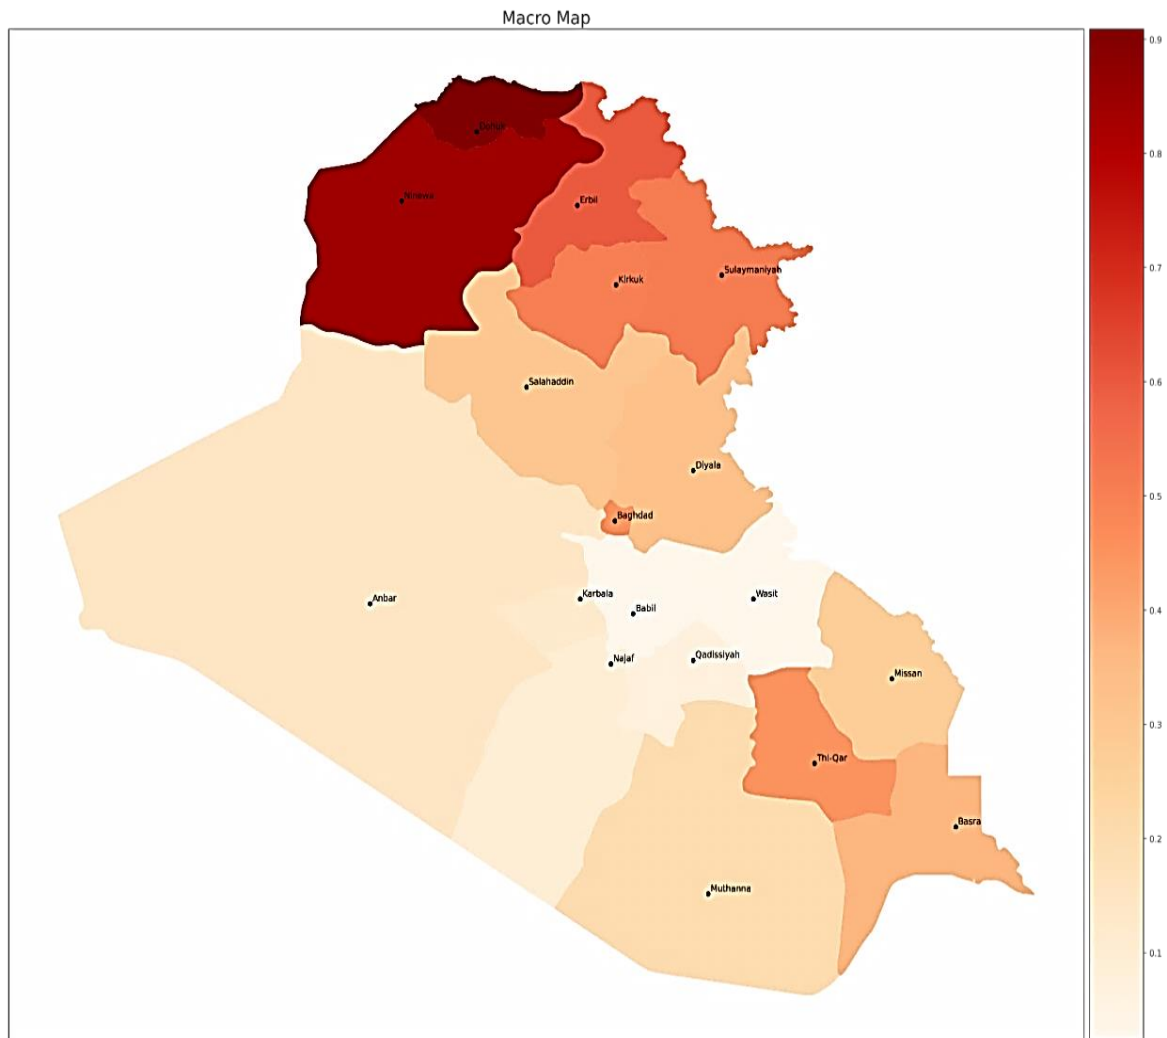 Macro Map
0.9
Dohuk
0.8
Ninewa
Erbil
0.7
Sulaymaniyah
Kirkuk
0.6
Salahaddin
Diyala
0.5
Baghdad
Karbala
Wasit
Anbar
Babil
0.4
Qadissiyah
Najaf
Missan
0.3
Thi-Qar
Basra
0.2
Muthanna
0.1